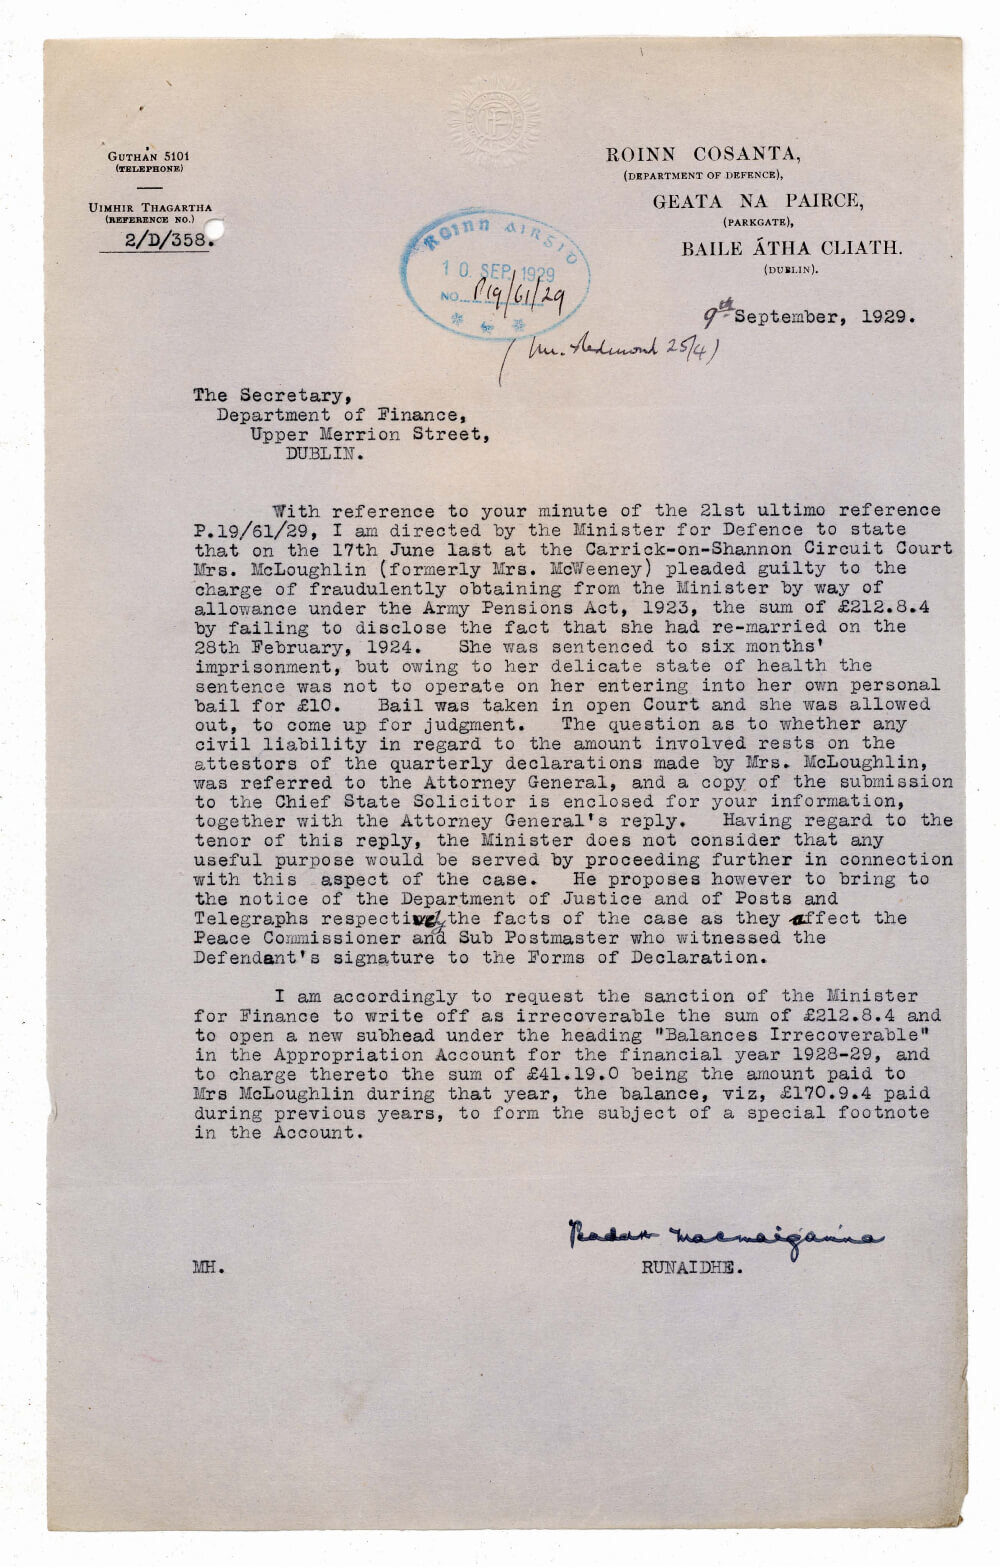 GUTHÁN 5101
(TELEPHONE)
UIMHIR THAGARTHA
(REFERENCE NO.)
2/D/358.
ROINN COSANTA,
(DEPARTMENT OF DEFENCE),
GEATA NA PAIRCE,
(PARKGATE),
BAILE ÁTHA CLIATH.
(DUBLIN).
ROINN AIRGID
10 SEP 1929
NO. P19/61/29
9th September, 1929.
(Mr. Redmond 25/4)
The Secretary,
Department of Finance,
Upper Merrion Street,
DUBLIN.
With reference to your minute of the 21st ultimo reference
P.19/61/29, I am directed by the Minister for Defence to state
that on the 17th June last at the Carrick-on-Shannon Circuit Court
Mrs. McLoughlin (formerly Mrs. McWeeney) pleaded guilty to the
charge of fraudulently obtaining from the Minister by way of
allowance under the Army Pensions Act, 1923, the sum of £212.8.4
by failing to disclose the fact that she had re-married on the
28th February, 1924. She was sentenced to six months'
imprisonment, but owing to her delicate state of health the
sentence was not to operate on her entering into her own personal
bail for £10. Bail was taken in open Court and she was allowed
out, to come up for judgment. The question as to whether any
civil liability in regard to the amount involved rests on the
attestors of the quarterly declarations made by Mrs. McLoughlin,
was referred to the Attorney General, and a copy of the submission
to the Chief State Solicitor is enclosed for your information,
together with the Attorney General's reply. Having regard to the
tenor of this reply, the Minister does not consider that any
useful purpose would be served by proceeding further in connection
with this aspect of the case. He proposes however to bring to
the notice of the Department of Justice and of Posts and
Telegraphs respectively the facts of the case as they affect the
Peace Commissioner and Sub Postmaster who witnessed the
Defendant's signature to the Forms of Declaration.
I am accordingly to request the sanction of the Minister
for Finance to write off as irrecoverable the sum of £212.8.4 and
to open a new subhead under the heading "Balances Irrecoverable"
in the Appropriation Account for the financial year 1928-29, and
to charge thereto the sum of £41.19.0 being the amount paid to
Mrs McLoughlin during that year, the balance, viz, £170.9.4 paid
during previous years, to form the subject of a special footnote
in the Account.
MH.
RUNAIDHE.